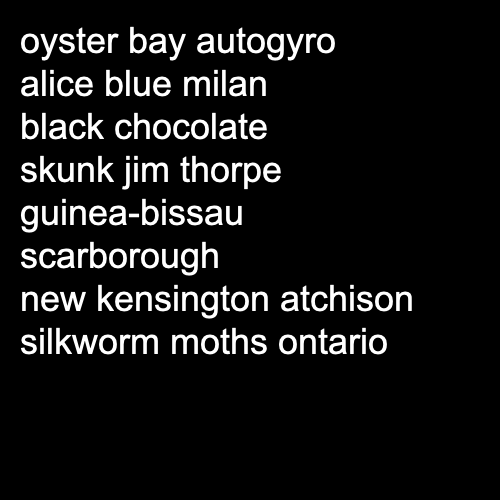 oyster bay autogyro
alice blue milan
black chocolate
skunk jim thorpe
guinea-bissau
scarborough
new kensington atchison
silkworm moths ontario